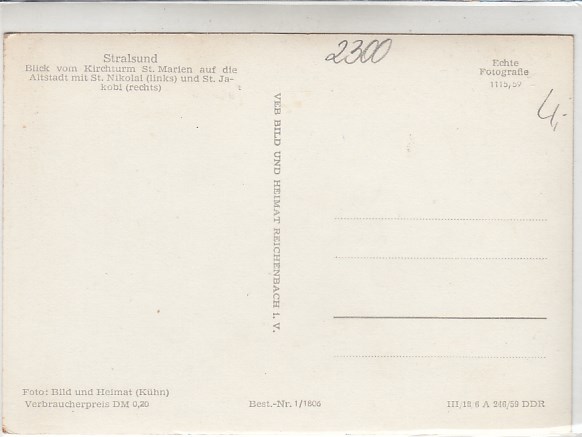 Stralsund
Blick vom Kirchturm St. Marien auf die
Altstadt mit St. Nikolai (links) und St. Ja-
kobi (rechts)
2300
Echte
Fotografie
1115/59
4,-
VEB BILD UND HEIMAT REICHENBACH i. V.
Foto: Bild und Heimat (Kühn)
Verbraucherpreis DM 0,20
Best.-Nr. 1/1806
III/18/6 A 246/59 DDR